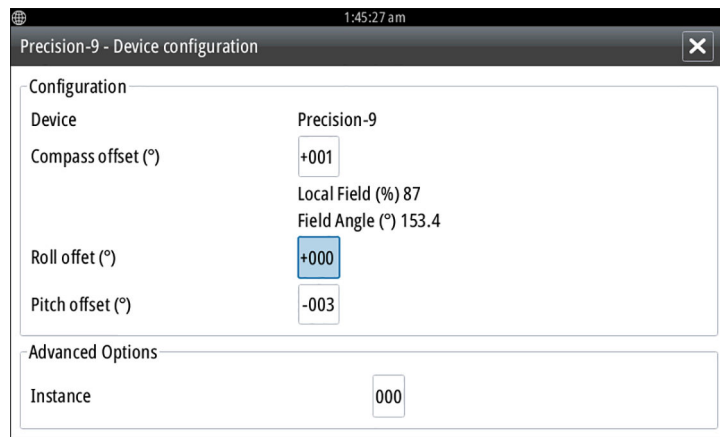 1:45:27 am
Precision-9 - Device configuration
Configuration
Device Precision-9
Compass offset (°) +001
Local Field (%) 87
Field Angle (°) 153.4
Roll offet (°) +000
Pitch offset (°) -003
Advanced Options
Instance 000